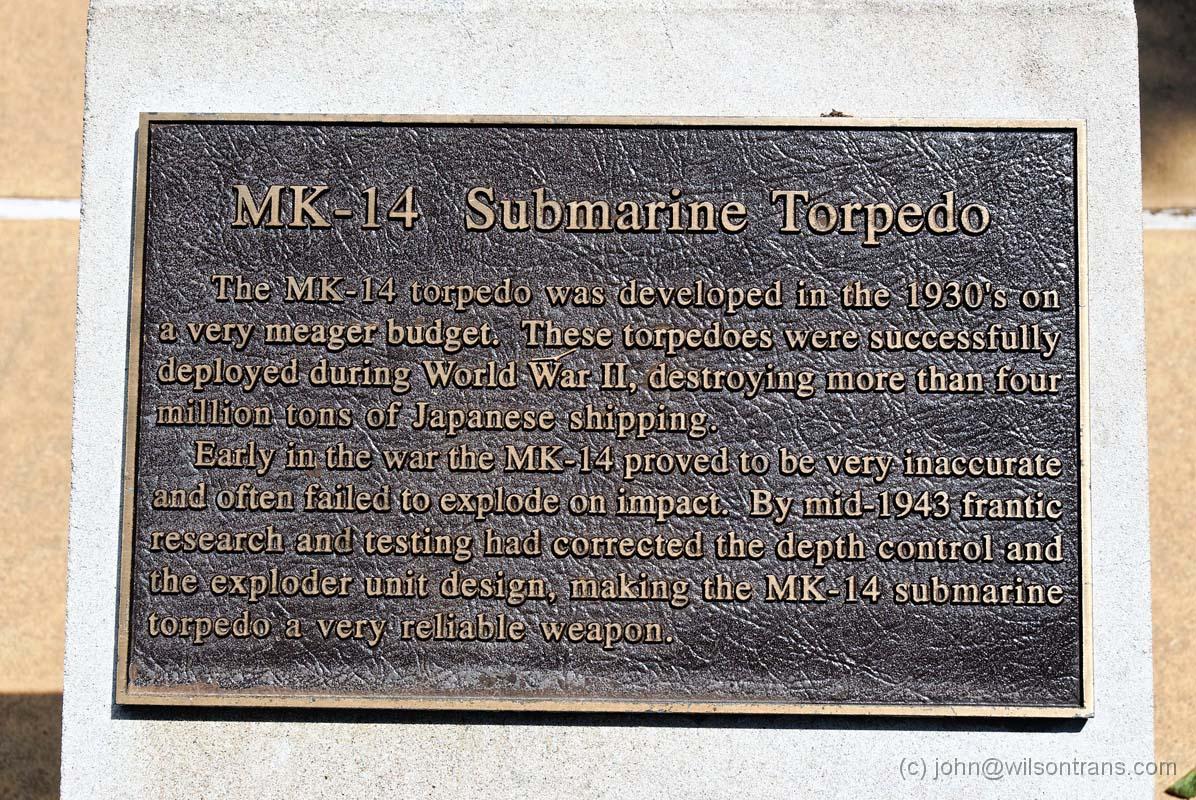 MK-14 Submarine Torpedo
The MK-14 torpedo was developed in the 1930's on
a very meager budget. These torpedoes were successfully
deployed during World War II, destroying more than four
million tons of Japanese shipping.
Early in the war the MK-14 proved to be very inaccurate
and often failed to explode on impact. By mid-1943 frantic
research and testing had corrected the depth control and
the exploder unit design, making the MK-14 submarine
torpedo a very reliable weapon.
(c) john@wilsontrans.com